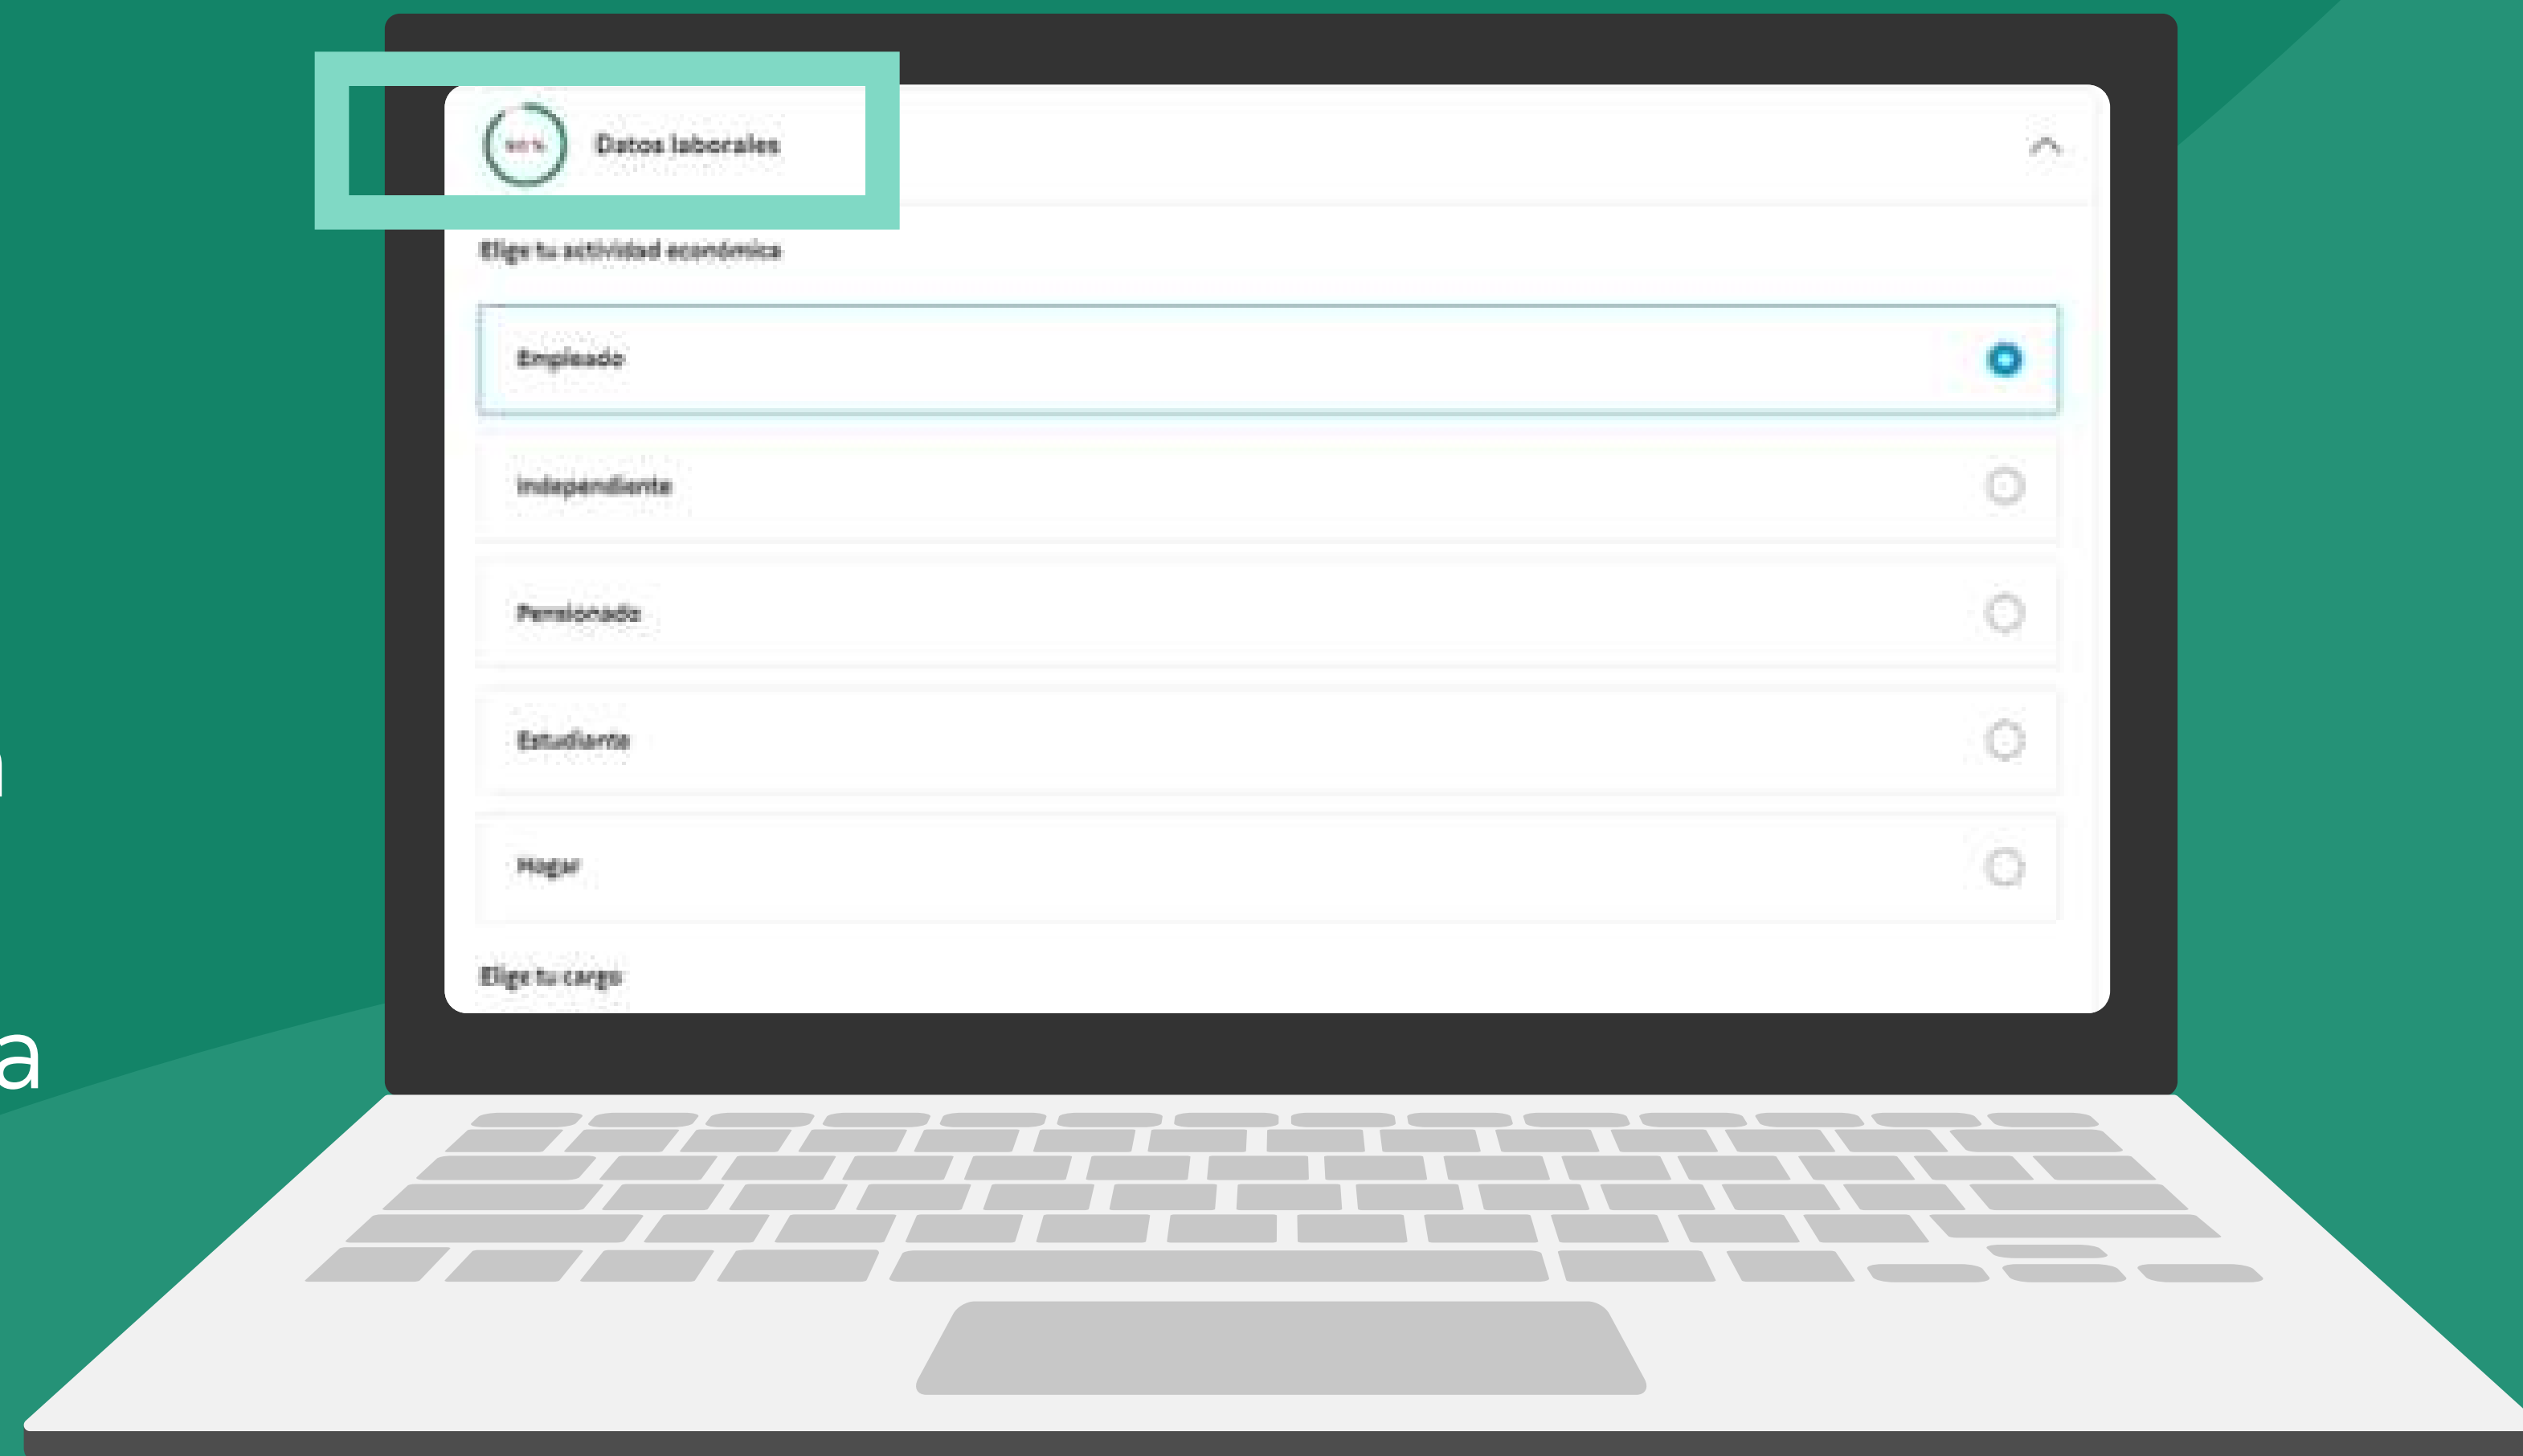 Datos laborales
Elige tu actividad económica
Empleado
Independiente
Pensionado
Estudiante
Hogar
Elige tu cargo
a